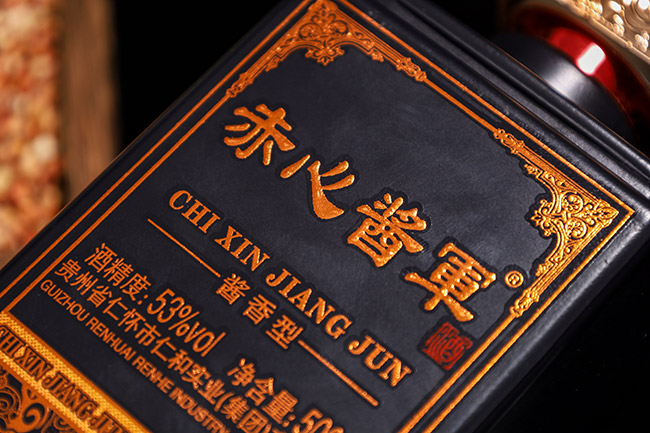 赤心酱軍®
CHI XIN JIANG JUN
酱香型
酒精度:53%vol 净含量:50
贵州省仁怀市仁和实业(集团)
GUIZHOU RENHUAI RENHE INDUSTRY
CHI XIN JIANG JU